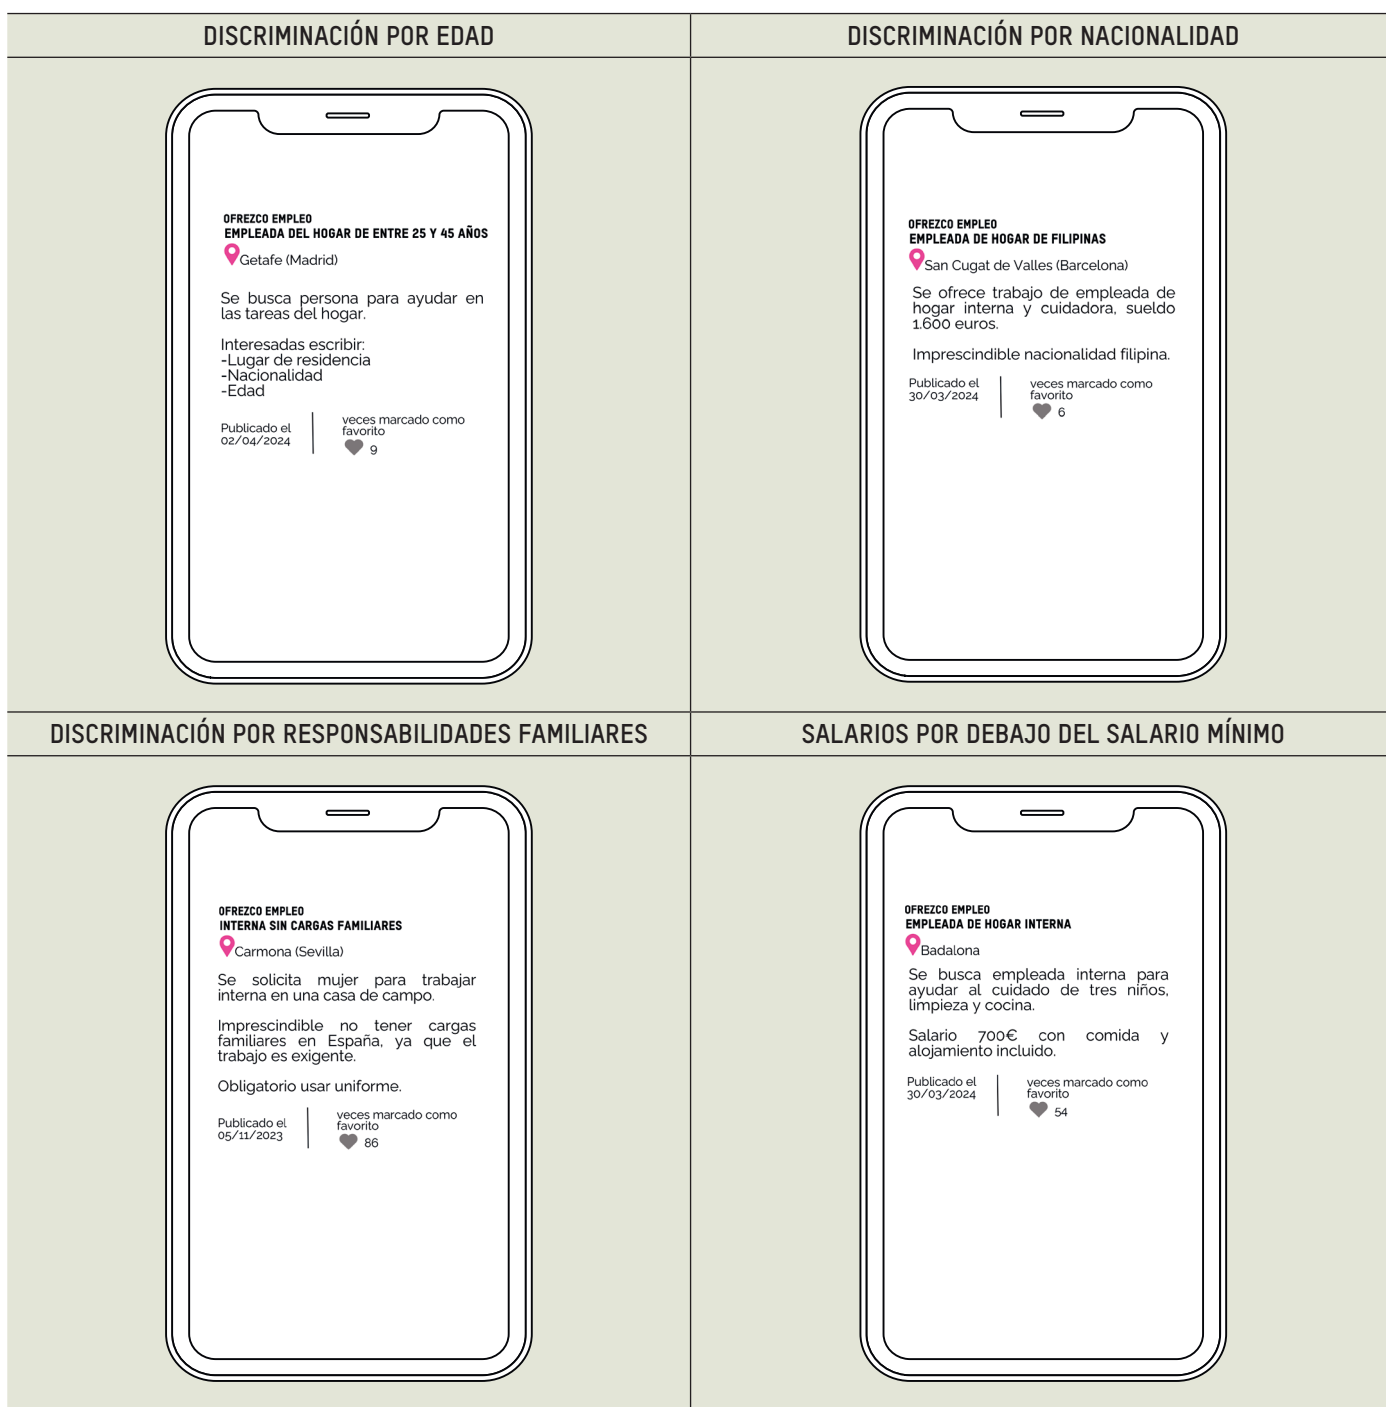 DISCRIMINACIÓN POR EDAD
OFREZCO EMPLEO
EMPLEADA DEL HOGAR DE ENTRE 25 Y 45 AÑOS
Getafe (Madrid)
Se busca persona para ayudar en
las tareas del hogar.
Interesadas escribir:
-Lugar de residencia
-Nacionalidad
-Edad
Publicado el
02/04/2024
veces marcado como
favorito
9
DISCRIMINACIÓN POR NACIONALIDAD
OFREZCO EMPLEO
EMPLEADA DE HOGAR DE FILIPINAS
San Cugat de Valles (Barcelona)
Se ofrece trabajo de empleada de
hogar interna y cuidadora, sueldo
1.600 euros.
Imprescindible nacionalidad filipina.
Publicado el
30/03/2024
veces marcado como
favorito
6
DISCRIMINACIÓN POR RESPONSABILIDADES FAMILIARES
OFREZCO EMPLEO
INTERNA SIN CARGAS FAMILIARES
Carmona (Sevilla)
Se solicita mujer para trabajar
interna en una casa de campo.
Imprescindible no tener cargas
familiares en España, ya que el
trabajo es exigente.
Obligatorio usar uniforme.
Publicado el
05/11/2023
veces marcado como
favorito
86
SALARIOS POR DEBAJO DEL SALARIO MÍNIMO
OFREZCO EMPLEO
EMPLEADA DE HOGAR INTERNA
Badalona
Se busca empleada interna para
ayudar al cuidado de tres niños,
limpieza y cocina.
Salario 700€ con comida y
alojamiento incluido.
Publicado el
30/03/2024
veces marcado como
favorito
54